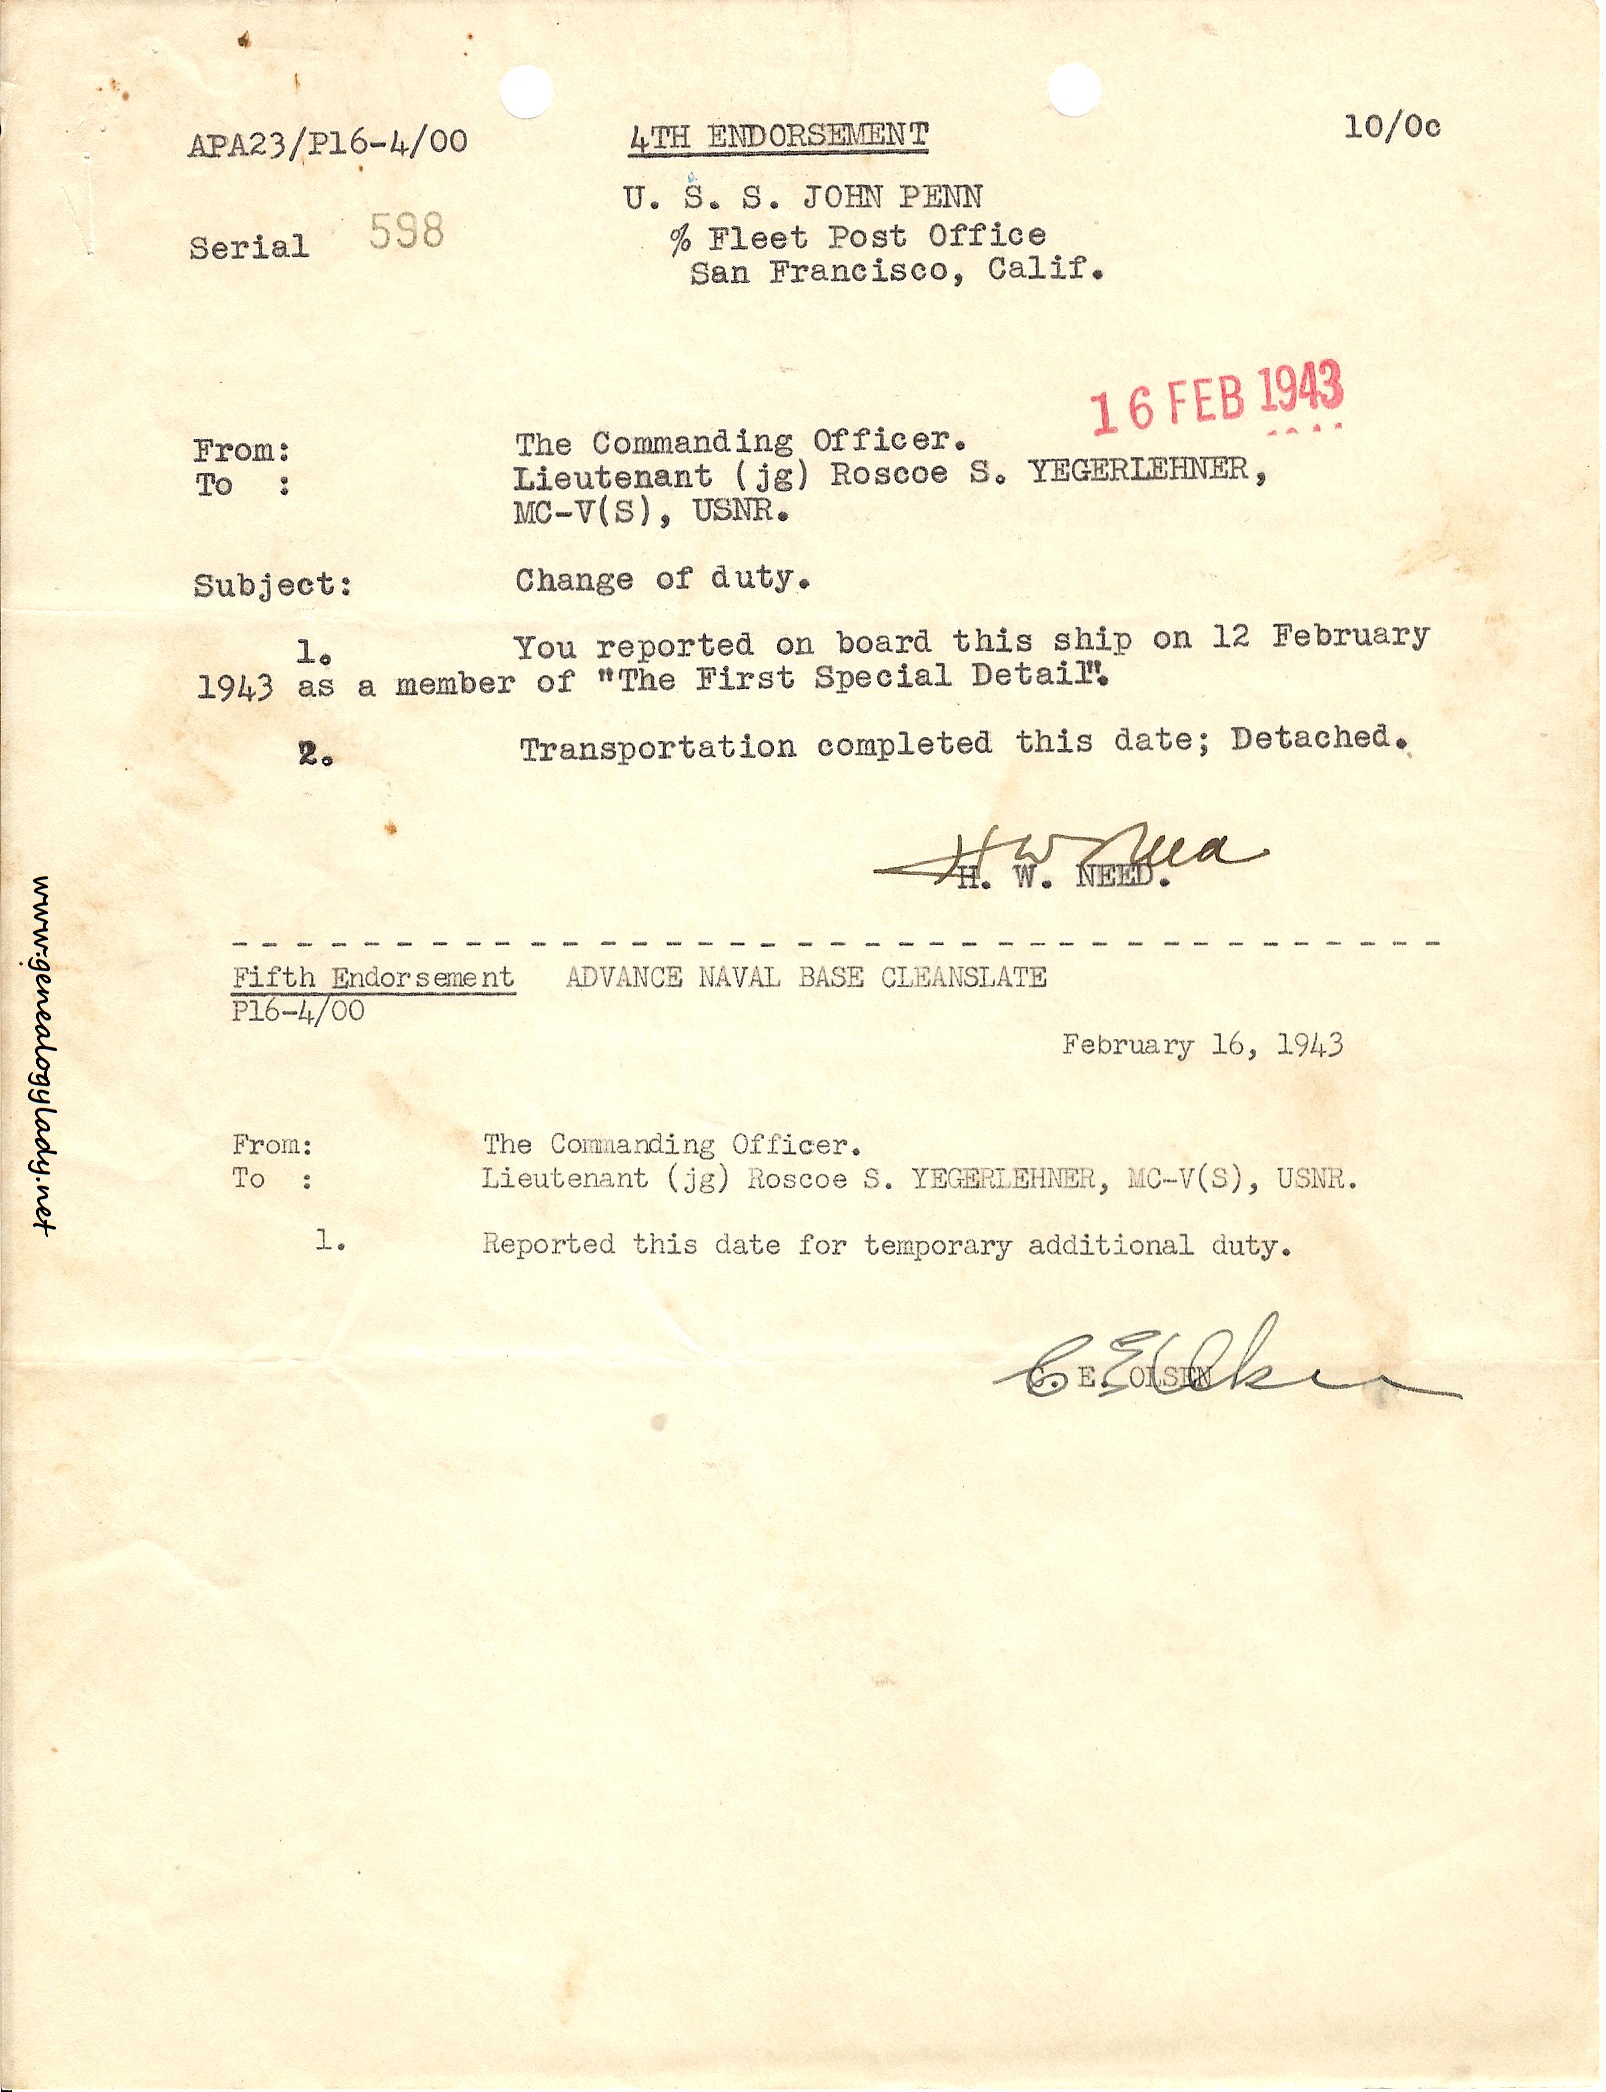 APA23/P16-4/00 4TH ENDORSEMENT 10/0c
U. S. S. JOHN PENN
Serial 598 % Fleet Post Office
San Francisco, Calif.
16 FEB 1943
From: The Commanding Officer.
To : Lieutenant (jg) Roscoe S. YEGERLEHNER,
MC-V(S), USNR.
Subject: Change of duty.
1. You reported on board this ship on 12 February
1943 as a member of "The First Special Detail".
2. Transportation completed this date; Detached.
H W Need
H. W. NEED.
Fifth Endorsement ADVANCE NAVAL BASE CLEANSLATE
P16-4/00
February 16, 1943
From: The Commanding Officer.
To : Lieutenant (jg) Roscoe S. YEGERLEHNER, MC-V(S), USNR.
1. Reported this date for temporary additional duty.
C E Olsen
C. E. OLSEN
www.genealogylady.net